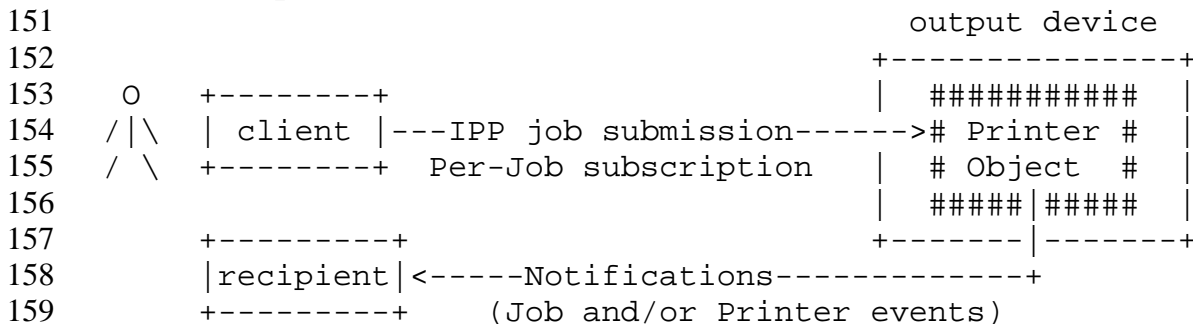 151                                             output device
152                                           +---------------+
153    O    +--------+                        |  ###########  |
154   /|\   | client |---IPP job submission------># Printer #  |
155   / \   +--------+  Per-Job subscription   |  # Object  #  |
156                                           |  #####|#####  |
157         +---------+                       +-------|-------+
158         |recipient|<-----Notifications------------+
159         +---------+    (Job and/or Printer events)